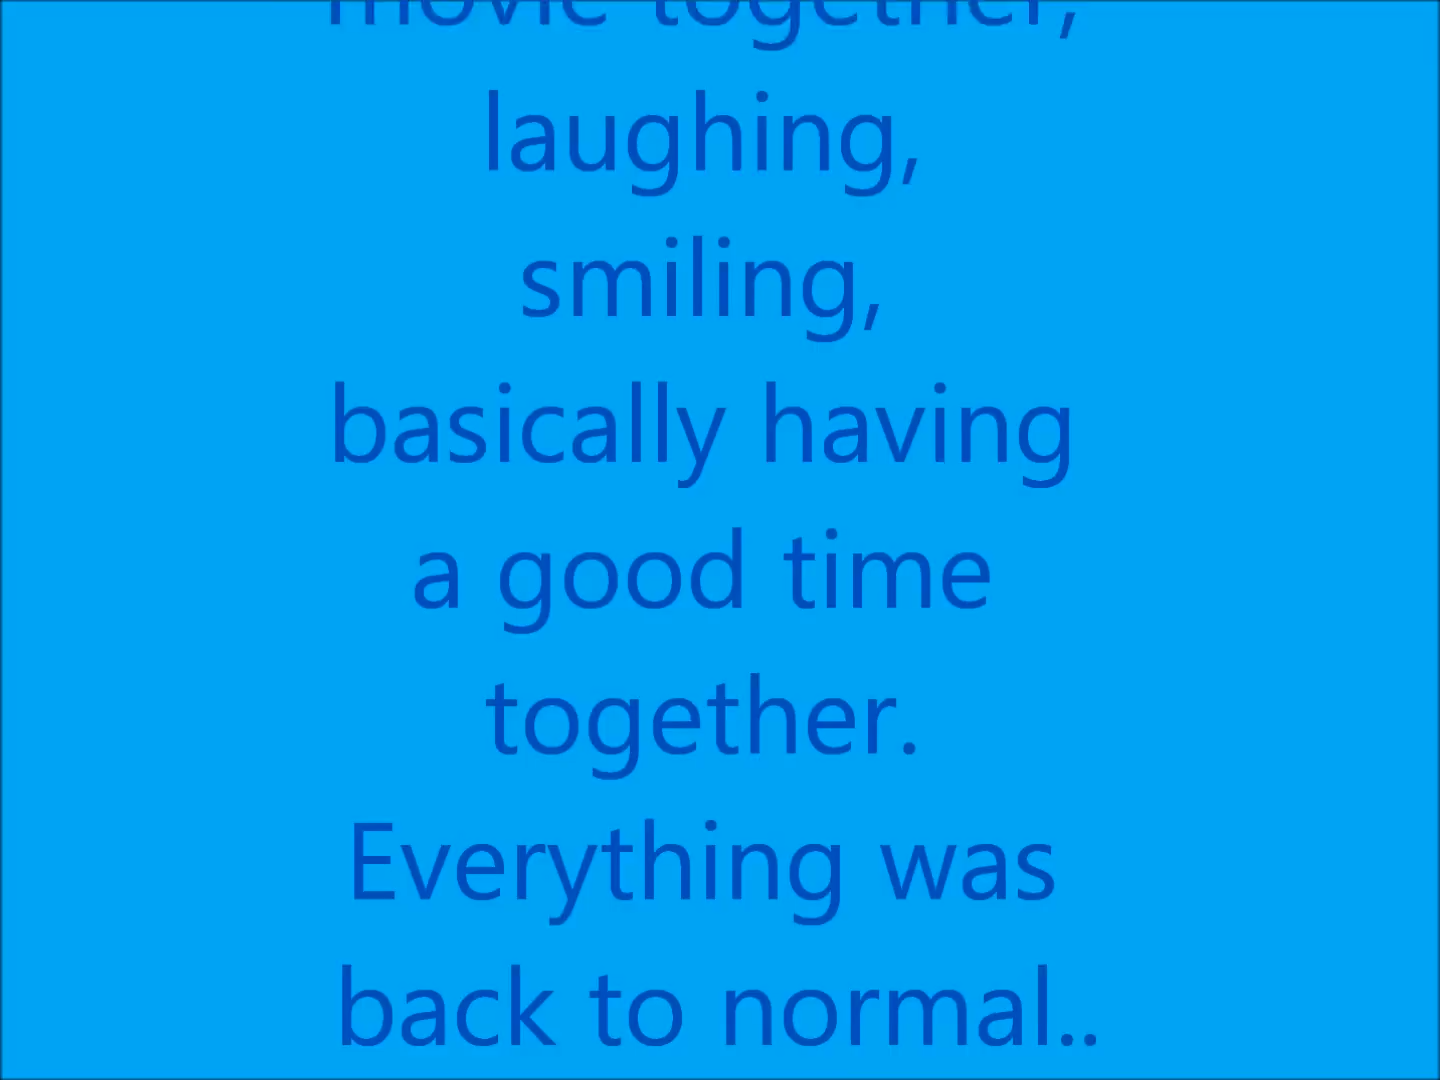 movie together,
laughing,
smiling,
basically having
a good time
together.
Everything was
back to normal..